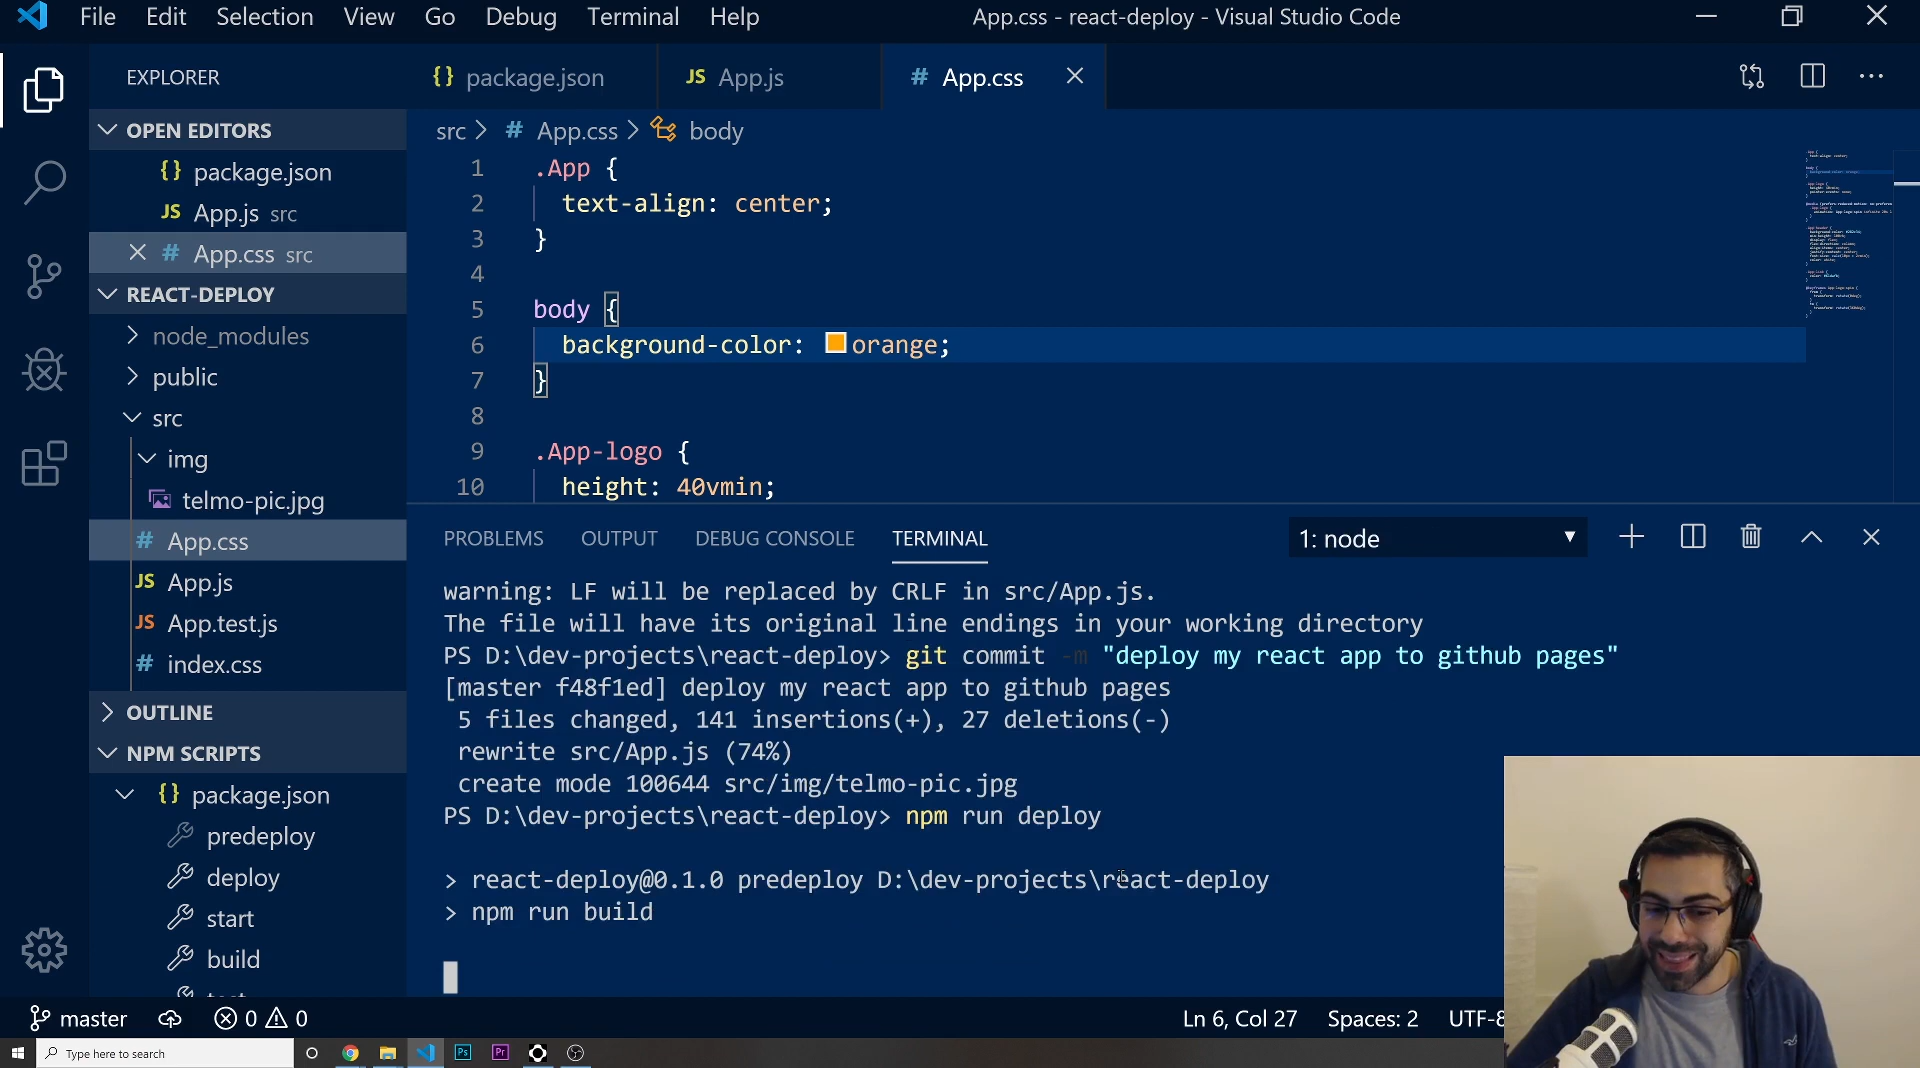 File Edit Selection View Go Debug Terminal Help
App.css - react-deploy - Visual Studio Code
EXPLORER
OPEN EDITORS
{} package.json
JS App.js src
# App.css src
REACT-DEPLOY
node_modules
public
src
img
telmo-pic.jpg
# App.css
JS App.js
JS App.test.js
# index.css
OUTLINE
NPM SCRIPTS
{} package.json
predeploy
deploy
start
build
{} package.json
JS App.js
# App.css
src > # App.css > body
1 .App {
2 text-align: center;
3 }
4
5 body {
6 background-color: orange;
7 }
8
9 .App-logo {
10 height: 40vmin;
PROBLEMS OUTPUT DEBUG CONSOLE TERMINAL
1: node
warning: LF will be replaced by CRLF in src/App.js.
The file will have its original line endings in your working directory
PS D:\dev-projects\react-deploy> git commit -m "deploy my react app to github pages"
[master f48f1ed] deploy my react app to github pages
5 files changed, 141 insertions(+), 27 deletions(-)
rewrite src/App.js (74%)
create mode 100644 src/img/telmo-pic.jpg
PS D:\dev-projects\react-deploy> npm run deploy
> react-deploy@0.1.0 predeploy D:\dev-projects\react-deploy
> npm run build
master
0 0
Ln 6, Col 27 Spaces: 2 UTF-8
Type here to search
Ps Pr